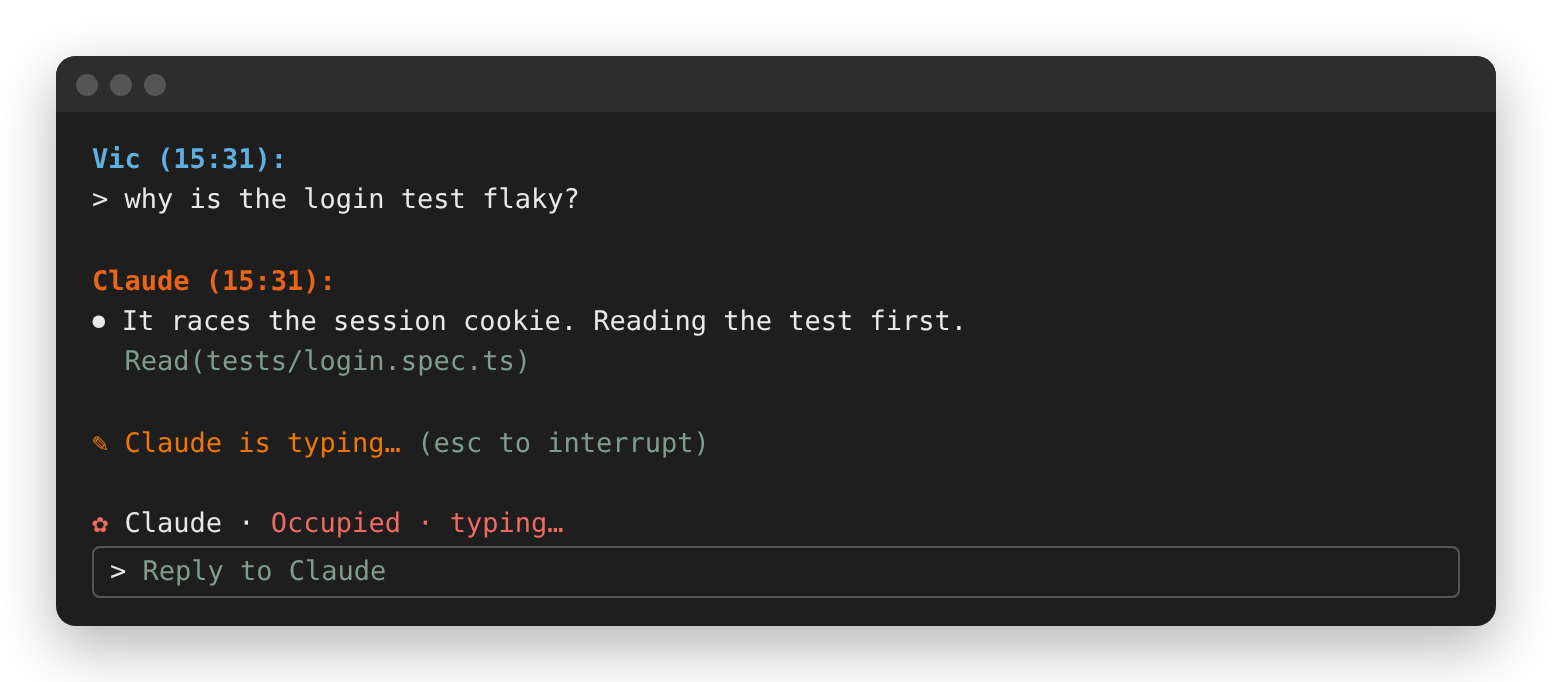 Vic (15:31):
> why is the login test flaky?
Claude (15:31):
● It races the session cookie. Reading the test first.
Read(tests/login.spec.ts)
✎ Claude is typing… (esc to interrupt)
✿ Claude · Occupied · typing…
> Reply to Claude